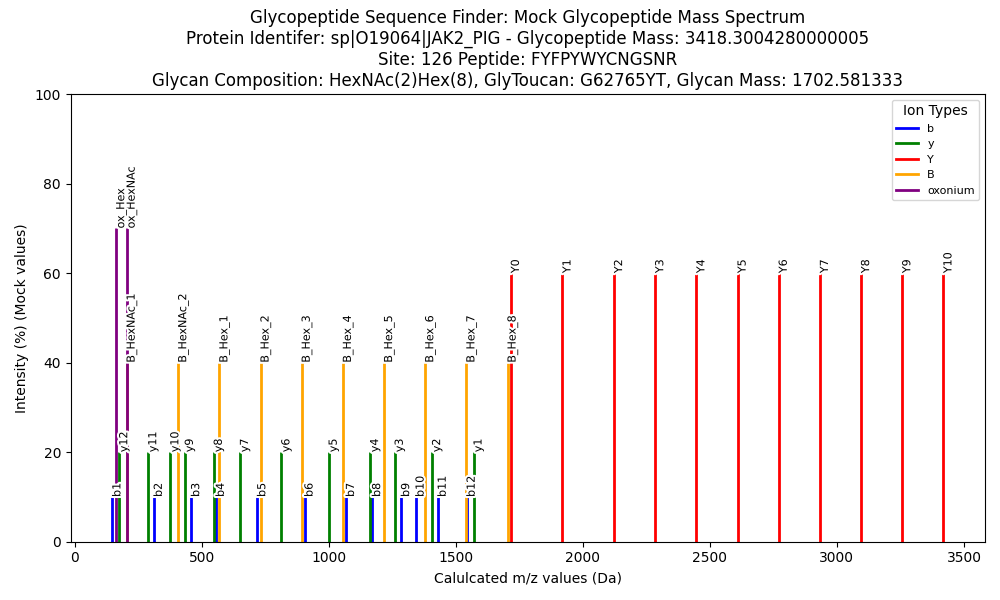 Glycopeptide Sequence Finder: Mock Glycopeptide Mass Spectrum
Protein Identifer: sp|O19064|JAK2_PIG - Glycopeptide Mass: 3418.3004280000005
Site: 126 Peptide: FYFPYWYCNGSNR
Glycan Composition: HexNAc(2)Hex(8), GlyToucan: G62765YT, Glycan Mass: 1702.581333
Intensity (%) (Mock values)
100
80
60
40
20
0
Ion Types
b
y
Y
B
oxonium
ox_Hex
ox_HexNAc
Y0
Y1
Y2
Y3
Y4
Y5
Y6
Y7
Y8
Y9
Y10
B_HexNAc_1
B_HexNAc_2
B_Hex_1
B_Hex_2
B_Hex_3
B_Hex_4
B_Hex_5
B_Hex_6
B_Hex_7
B_Hex_8
y12
y11
y10
y9
y8
y7
y6
y5
y4
y3
y2
y1
b1
b2
b3
b4
b5
b6
b7
b8
b9
b10
b11
b12
0
500
1000
1500
2000
2500
3000
3500
Calulcated m/z values (Da)